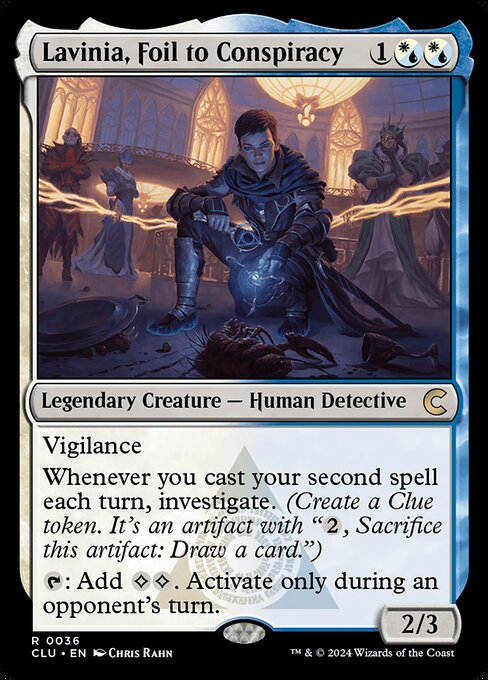 Lavinia, Foil to Conspiracy 1
Legendary Creature — Human Detective
Vigilance
Whenever you cast your second spell
each turn, investigate. (Create a Clue
token. It's an artifact with “2, Sacrifice
this artifact: Draw a card.”)
: Add . Activate only during an
opponent's turn.
2/3
R 0036
CLU • EN Chris Rahn
™ & © 2024 Wizards of the Coast